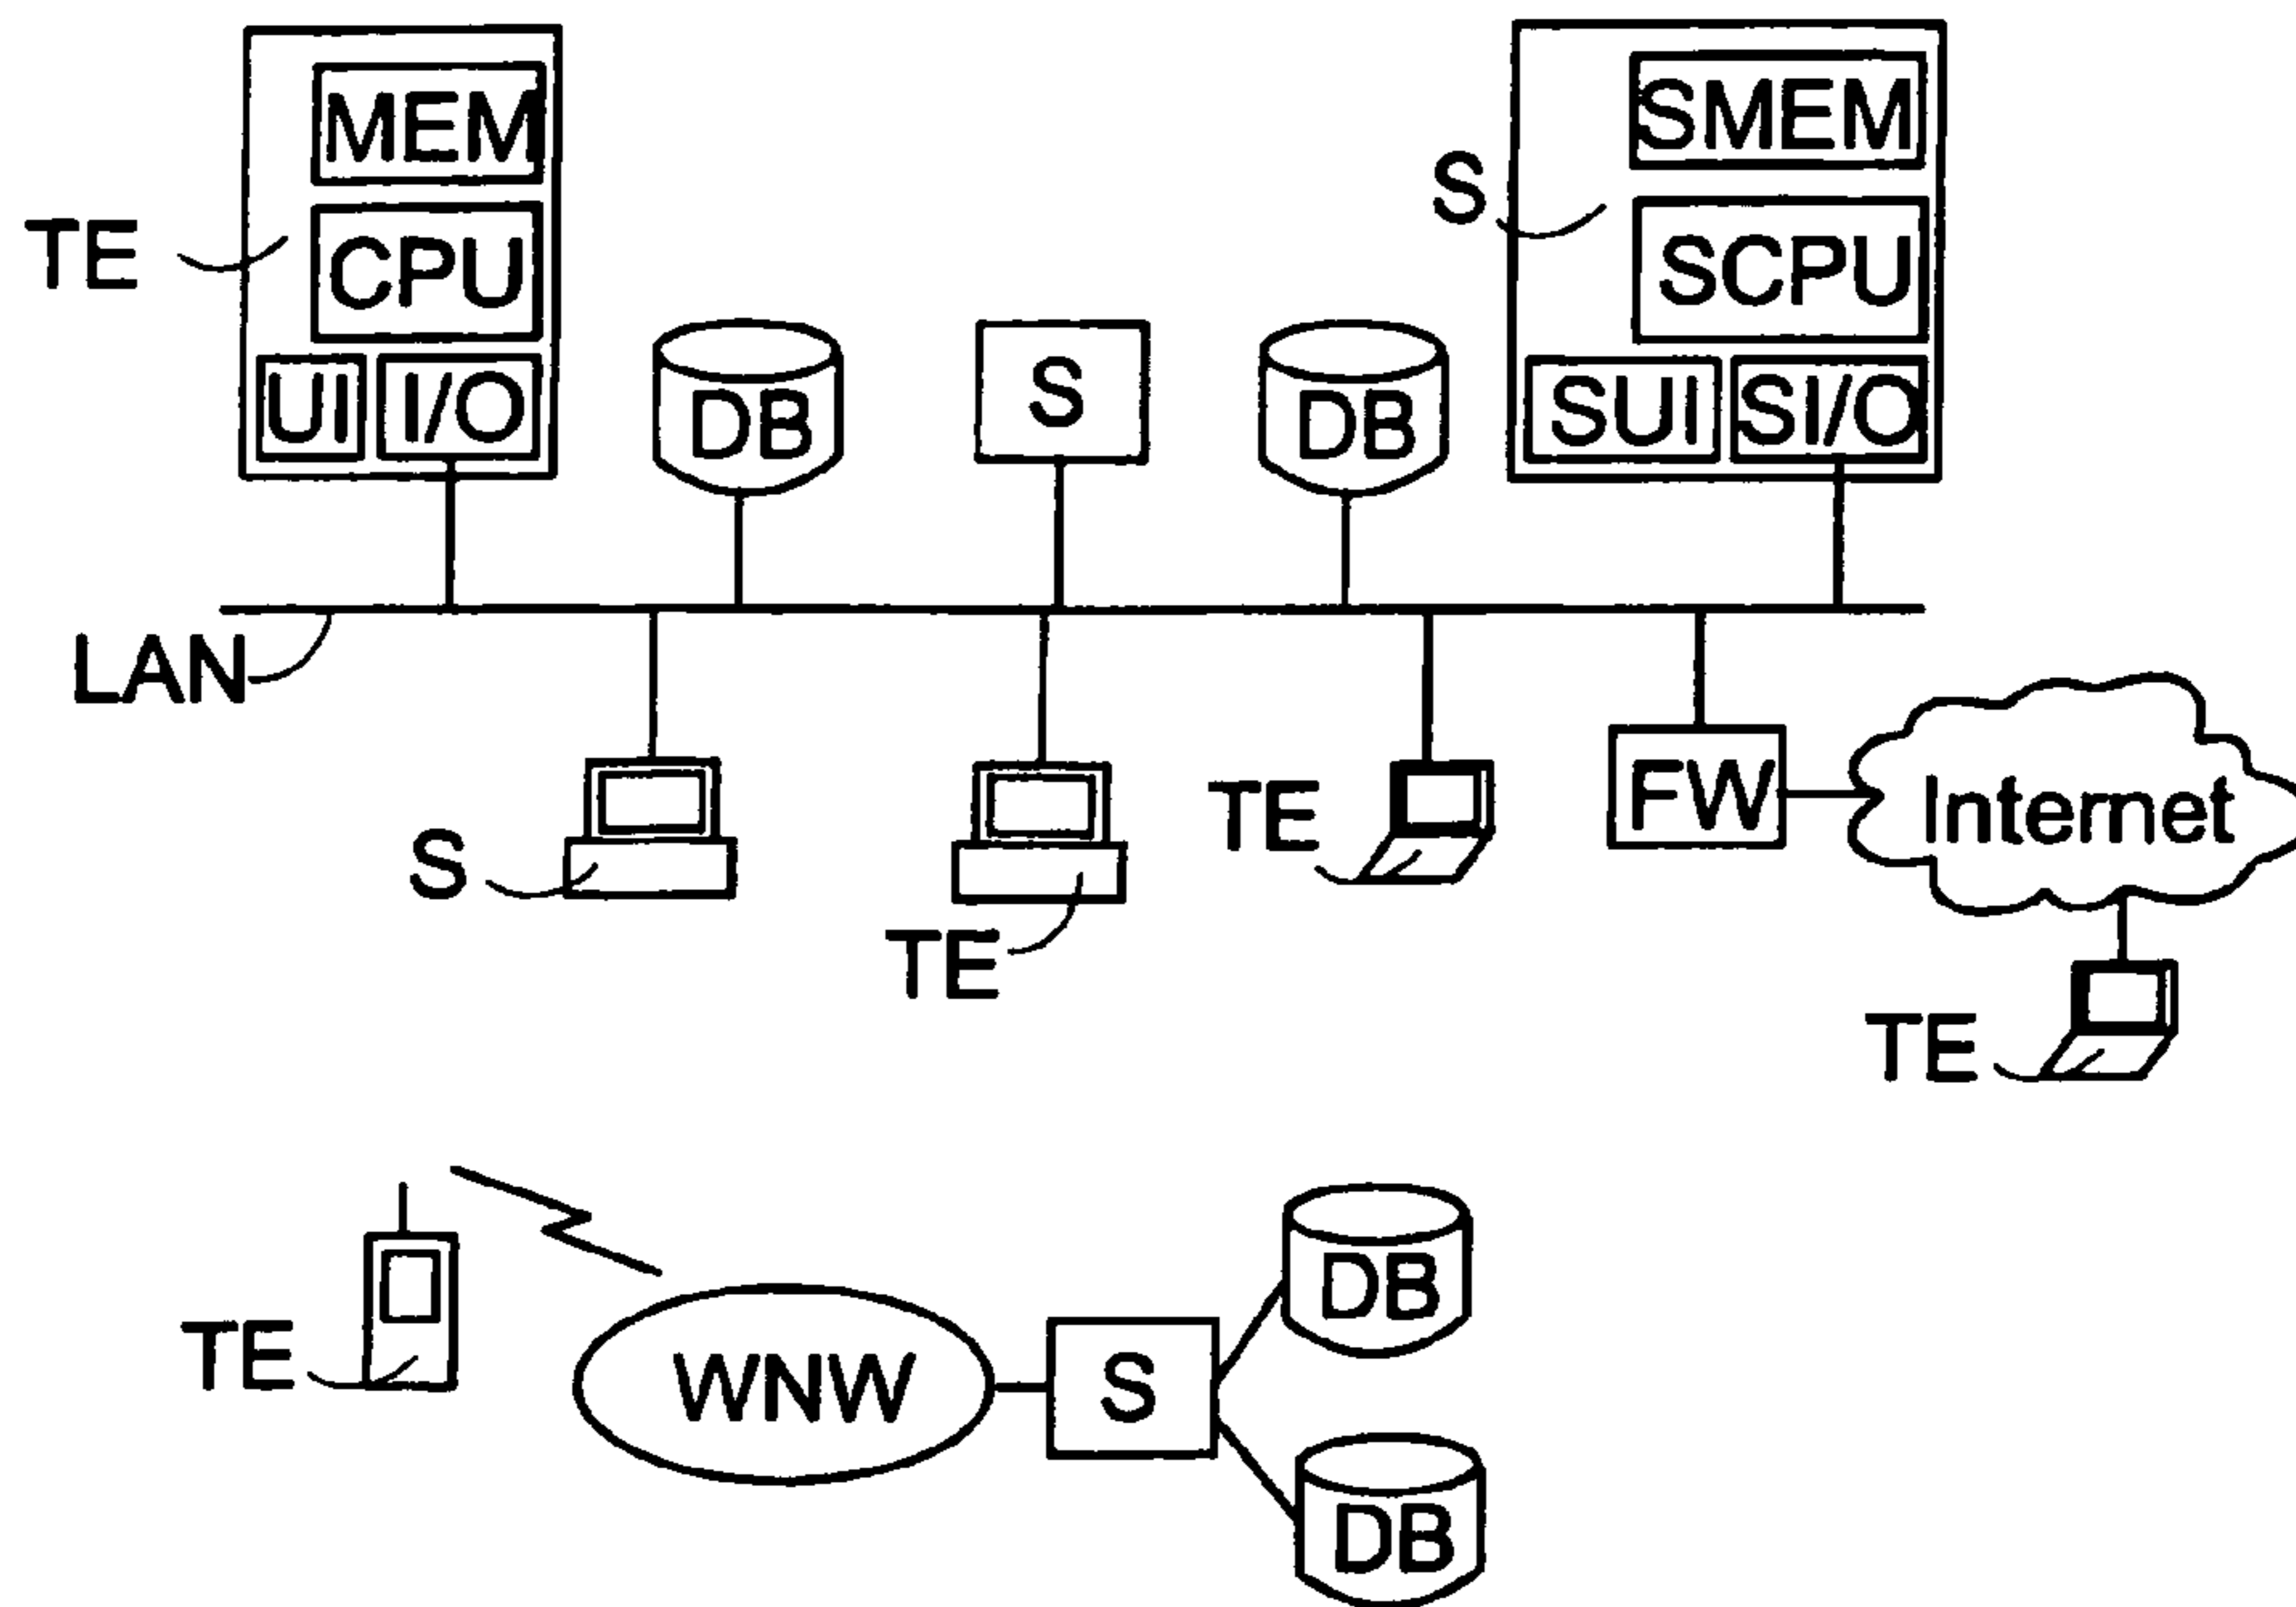 MEM
SMEM
S
TE
CPU
SCPU
UI
I/O
DB
S
DB
SUI
SI/O
LAN
TE
FW
Internet
S
TE
TE
DB
TE
WNW
S
DB